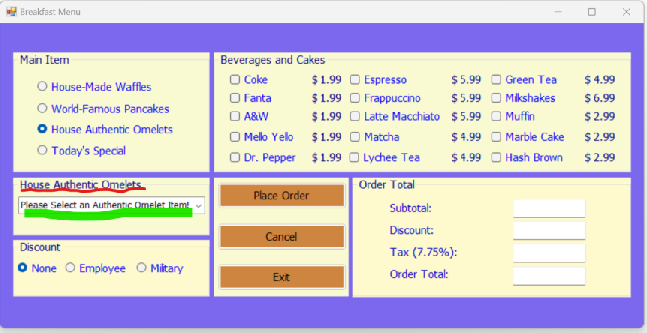 Breakfast Menu
Main Item
House-Made Waffles
World-Famous Pancakes
House Authentic Omelets
Today's Special
Beverages and Cakes
Coke $ 1.99 Espresso $ 5.99 Green Tea $ 4.99
Fanta $ 1.99 Frappuccino $ 5.99 Milkshakes $ 6.99
A&W $ 1.99 Latte Macchiato $ 5.99 Muffin $ 2.99
Mello Yello $ 1.99 Matcha $ 4.99 Marble Cake $ 2.99
Dr. Pepper $ 1.99 Lychee Tea $ 4.99 Hash Brown $ 2.99
House Authentic Omelets
Please Select an Authentic Omelet Item!
Discount
None Employee Military
Place Order
Cancel
Exit
Order Total
Subtotal:
Discount:
Tax (7.75%):
Order Total: